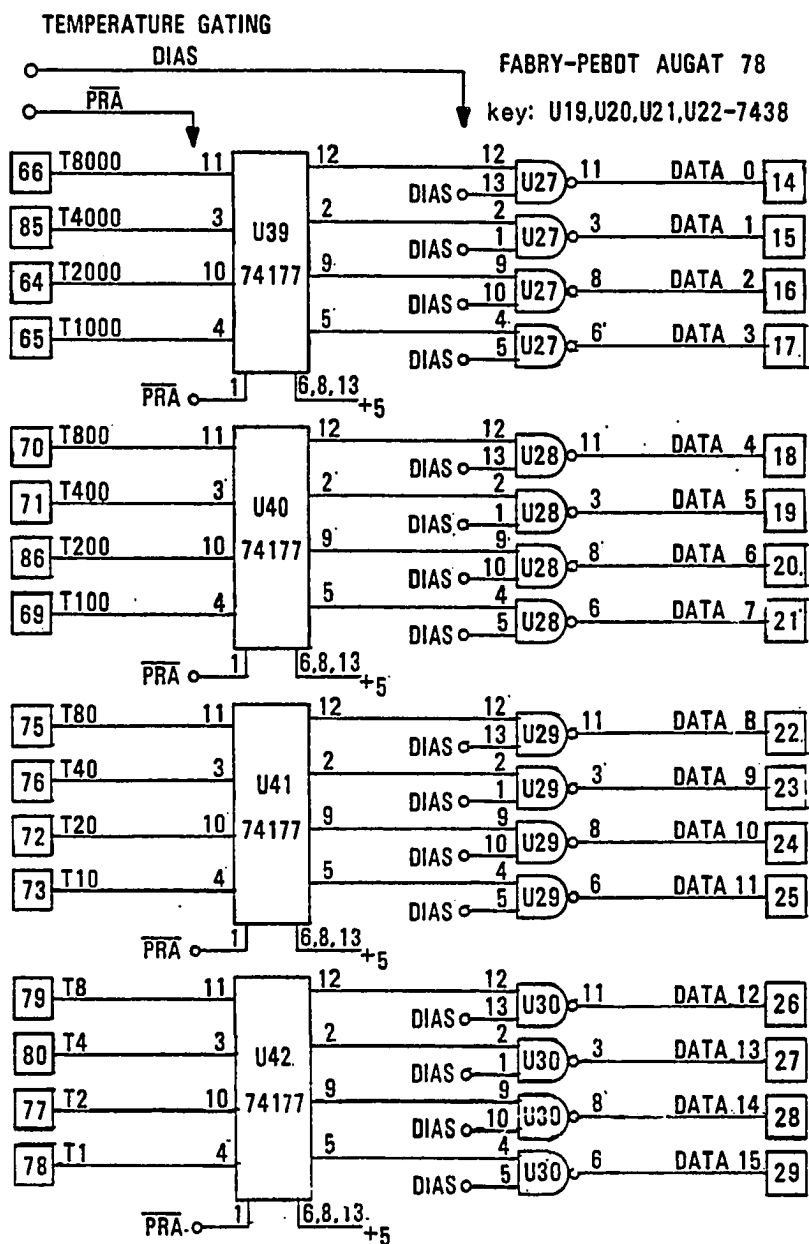 TEMPERATURE GATING
DIAS
FABRY-PEBDT AUGAT 78
PRA
key: U19,U20,U21,U22-7438
66 T8000 11 12 12 U27 11 DATA 0 14
DIAS 13
85 T4000 3 U39 2 2 U27 3 DATA 1 15
DIAS 1
64 T2000 10 74177 9 9 U27 8 DATA 2 16
DIAS 10
65 T1000 4 5 4 U27 6 DATA 3 17
DIAS 5
PRA 1 6,8,13 +5
70 T800 11 12 12 U28 11 DATA 4 18
DIAS 13
71 T400 3 U40 2 2 U28 3 DATA 5 19
DIAS 1
86 T200 10 74177 9 9 U28 8 DATA 6 20
DIAS 10
69 T100 4 5 4 U28 6 DATA 7 21
DIAS 5
PRA 1 6,8,13 +5
75 T80 11 12 12 U29 11 DATA 8 22
DIAS 13
76 T40 3 U41 2 2 U29 3 DATA 9 23
DIAS 1
72 T20 10 74177 9 9 U29 8 DATA 10 24
DIAS 10
73 T10 4 5 4 U29 6 DATA 11 25
DIAS 5
PRA 1 6,8,13 +5
79 T8 11 12 12 U30 11 DATA 12 26
DIAS 13
80 T4 3 U42 2 2 U30 3 DATA 13 27
DIAS 1
77 T2 10 74177 9 9 U30 8 DATA 14 28
DIAS 10
78 T1 4 5 4 U30 6 DATA 15 29
DIAS 5
PRA 1 6,8,13 +5